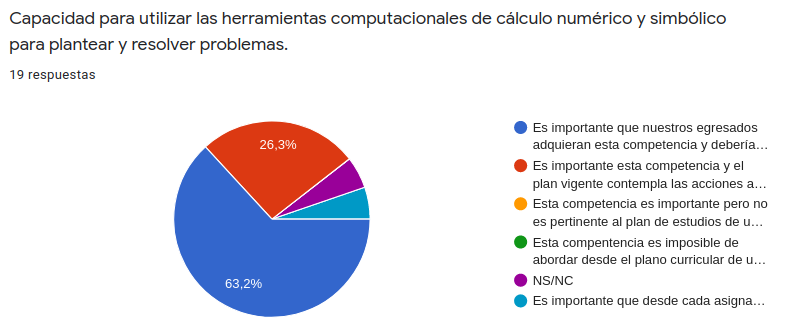 Capacidad para utilizar las herramientas computacionales de cálculo numérico y simbólico
para plantear y resolver problemas.
19 respuestas
26,3%
63,2%
Es importante que nuestros egresados
adquieran esta competencia y debería…
Es importante esta competencia y el
plan vigente contempla las acciones a…
Esta competencia es importante pero no
es pertinente al plan de estudios de u…
Esta compentencia es imposible de
abordar desde el plano curricular de u…
NS/NC
Es importante que desde cada asigna…